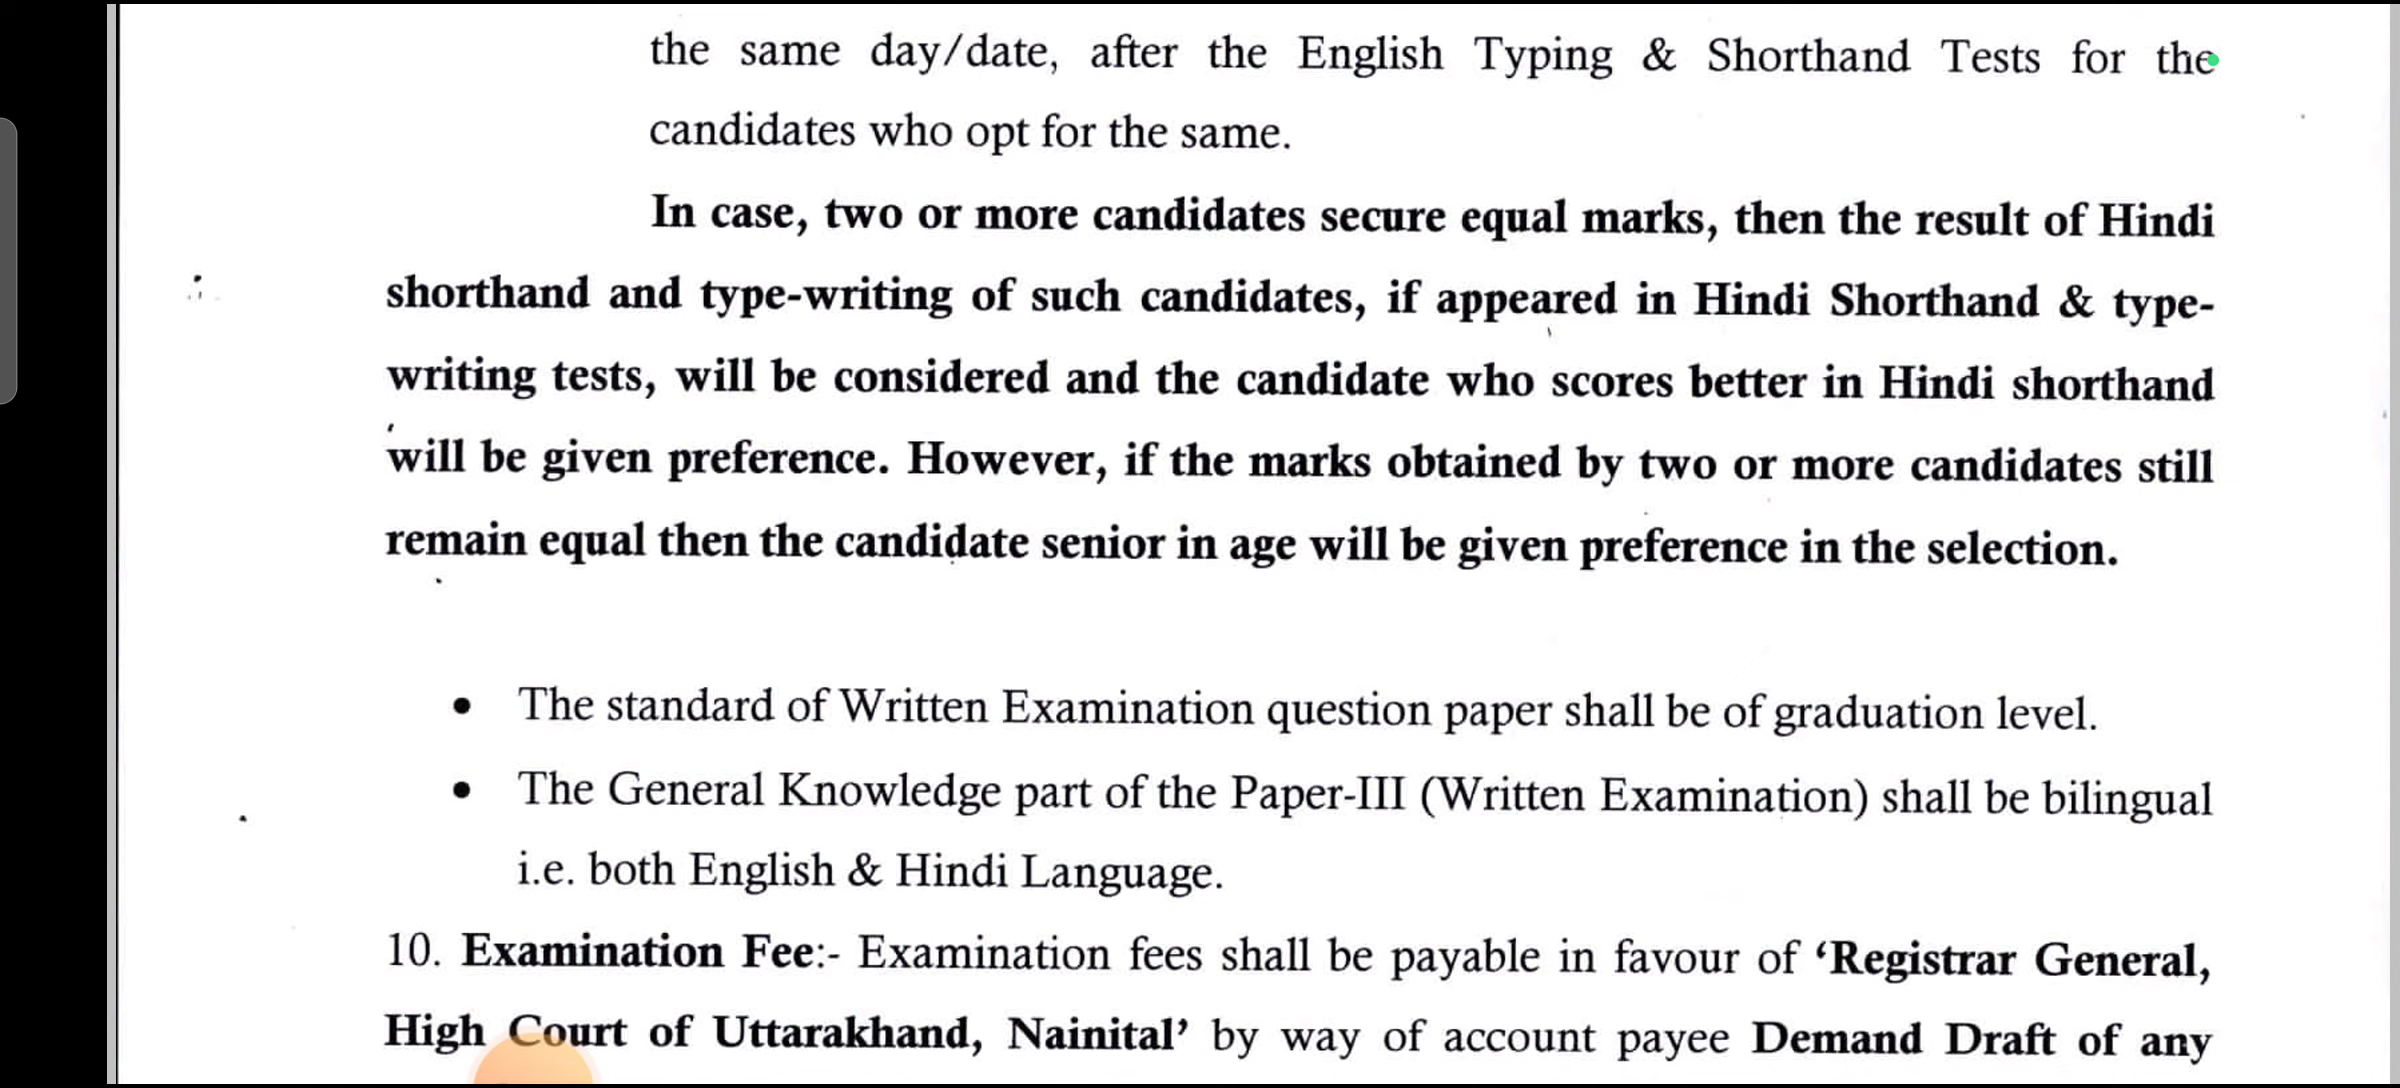 the same day/date, after the English Typing & Shorthand Tests for the
candidates who opt for the same.
In case, two or more candidates secure equal marks, then the result of Hindi
shorthand and type-writing of such candidates, if appeared in Hindi Shorthand & type-
writing tests, will be considered and the candidate who scores better in Hindi shorthand
will be given preference. However, if the marks obtained by two or more candidates still
remain equal then the candidate senior in age will be given preference in the selection.
• The standard of Written Examination question paper shall be of graduation level.
• The General Knowledge part of the Paper-III (Written Examination) shall be bilingual
i.e. both English & Hindi Language.
10. Examination Fee:- Examination fees shall be payable in favour of ‘Registrar General,
High Court of Uttarakhand, Nainital’ by way of account payee Demand Draft of any